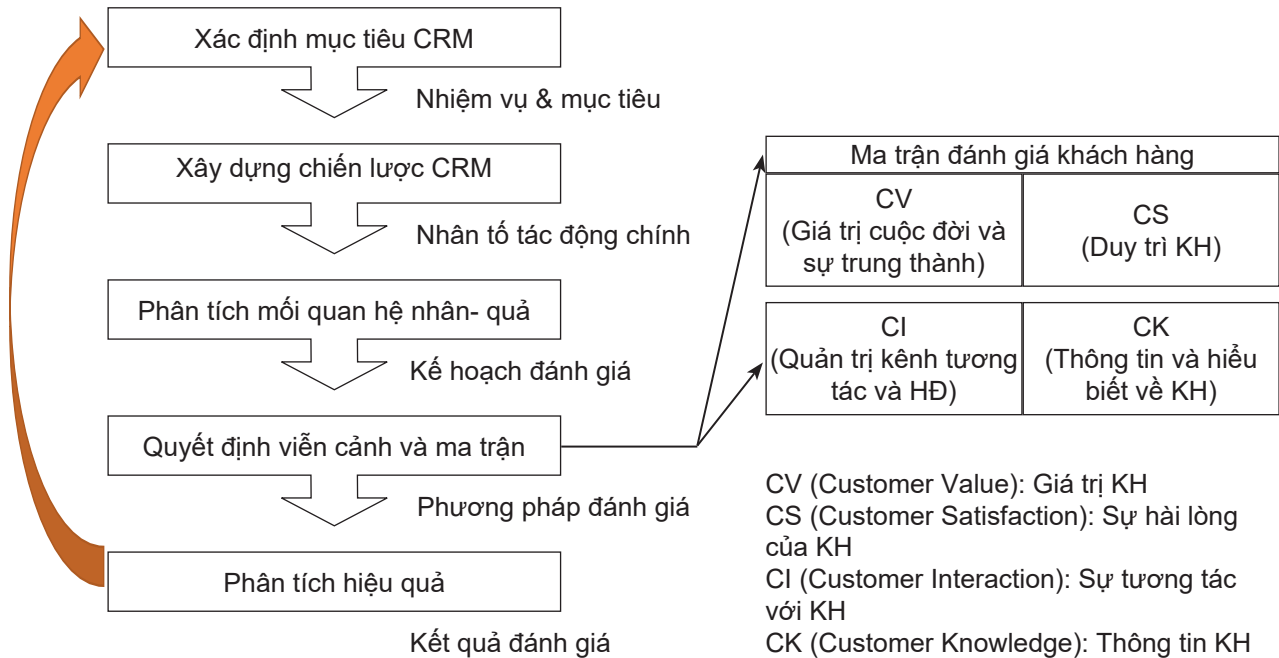 Xác định mục tiêu CRM
Nhiệm vụ & mục tiêu
Xây dựng chiến lược CRM
Nhân tố tác động chính
Phân tích mối quan hệ nhân- quả
Kế hoạch đánh giá
Quyết định viễn cảnh và ma trận
Phương pháp đánh giá
Phân tích hiệu quả
Kết quả đánh giá
Ma trận đánh giá khách hàng
CV
(Giá trị cuộc đời và
sự trung thành)
CS
(Duy trì KH)
CI
(Quản trị kênh tương
tác và HĐ)
CK
(Thông tin và hiểu
biết về KH)
CV (Customer Value): Giá trị KH
CS (Customer Satisfaction): Sự hài lòng
của KH
CI (Customer Interaction): Sự tương tác
với KH
CK (Customer Knowledge): Thông tin KH